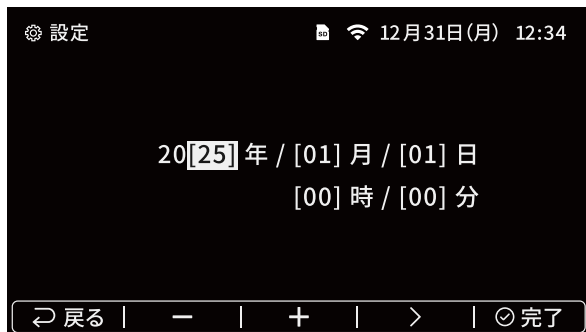 設定 SD 12月31日(月) 12:34
20[25] 年 / [01] 月 / [01] 日
[00] 時 / [00] 分
戻る | － | ＋ | ＞ | 完了